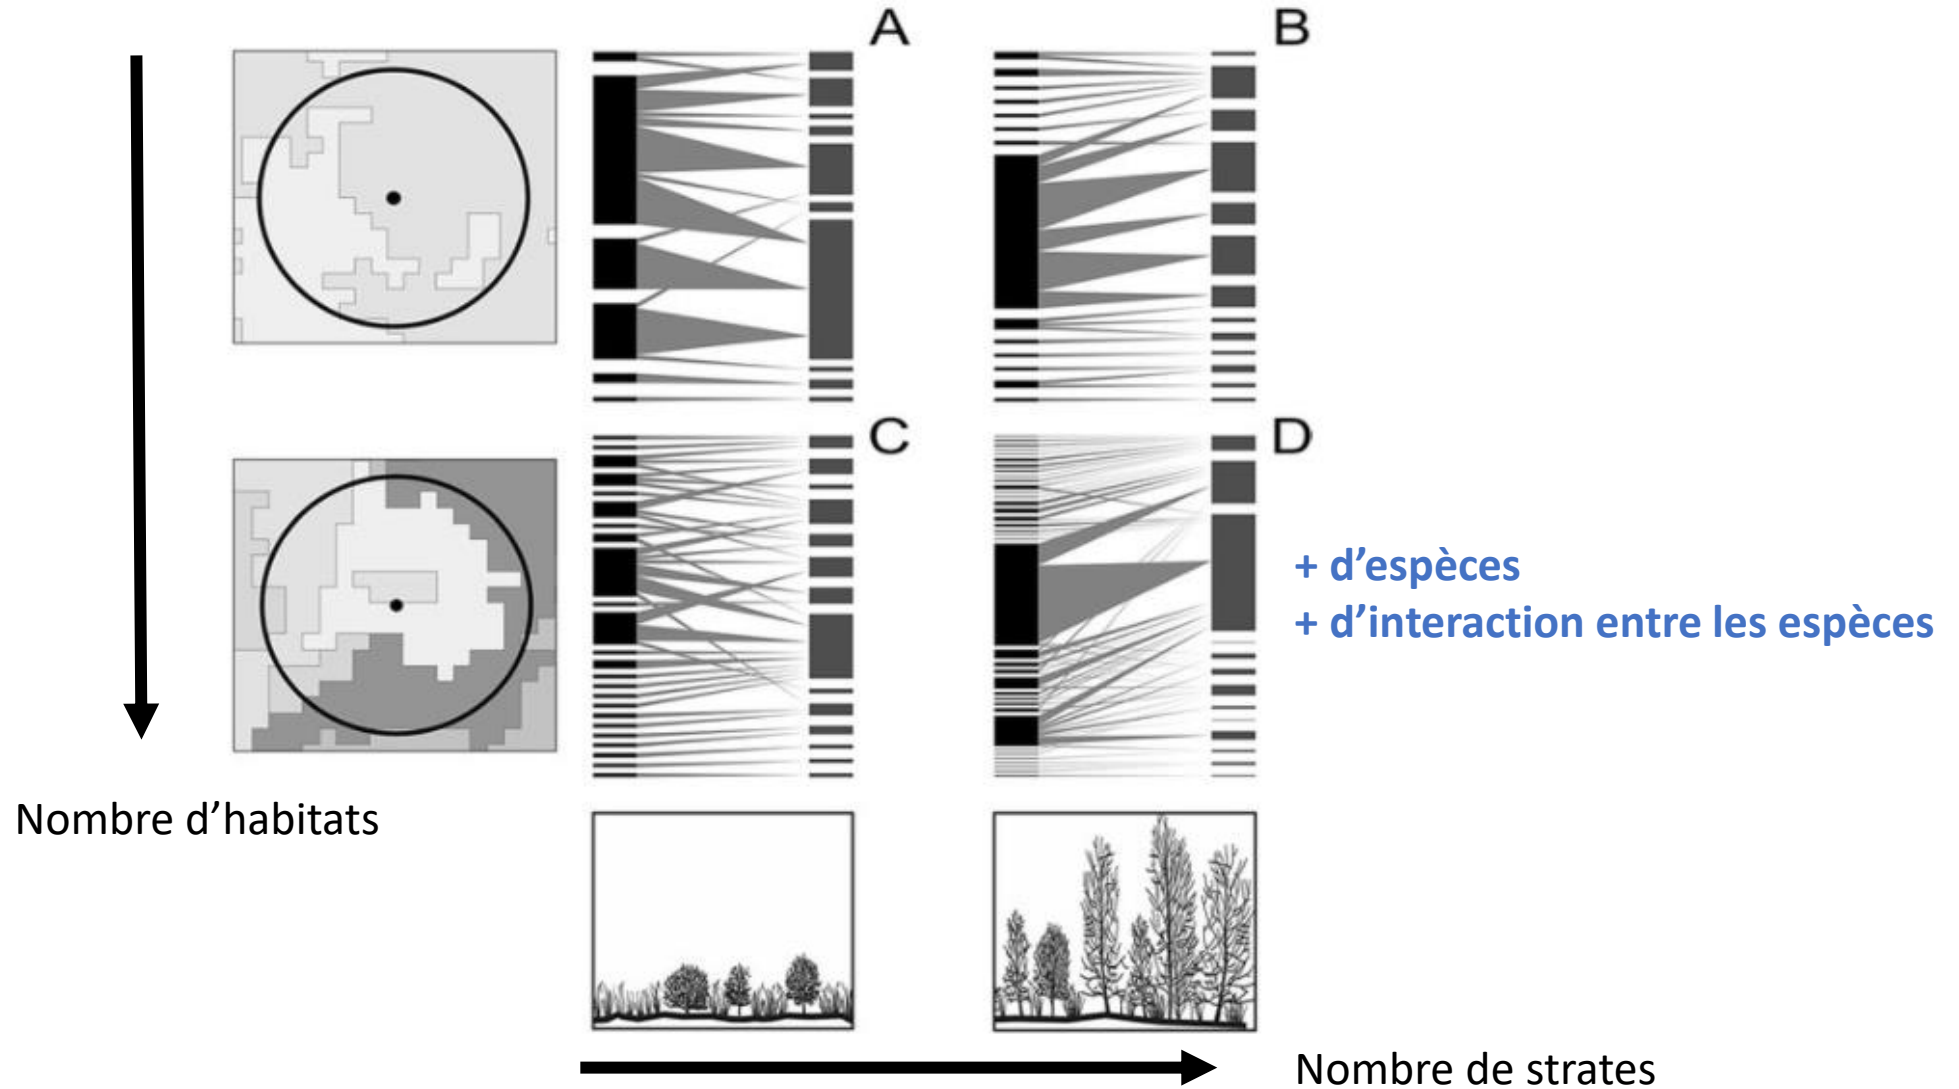 A
B
C
D
+ d’espèces
+ d’interaction entre les espèces
Nombre d’habitats
Nombre de strates